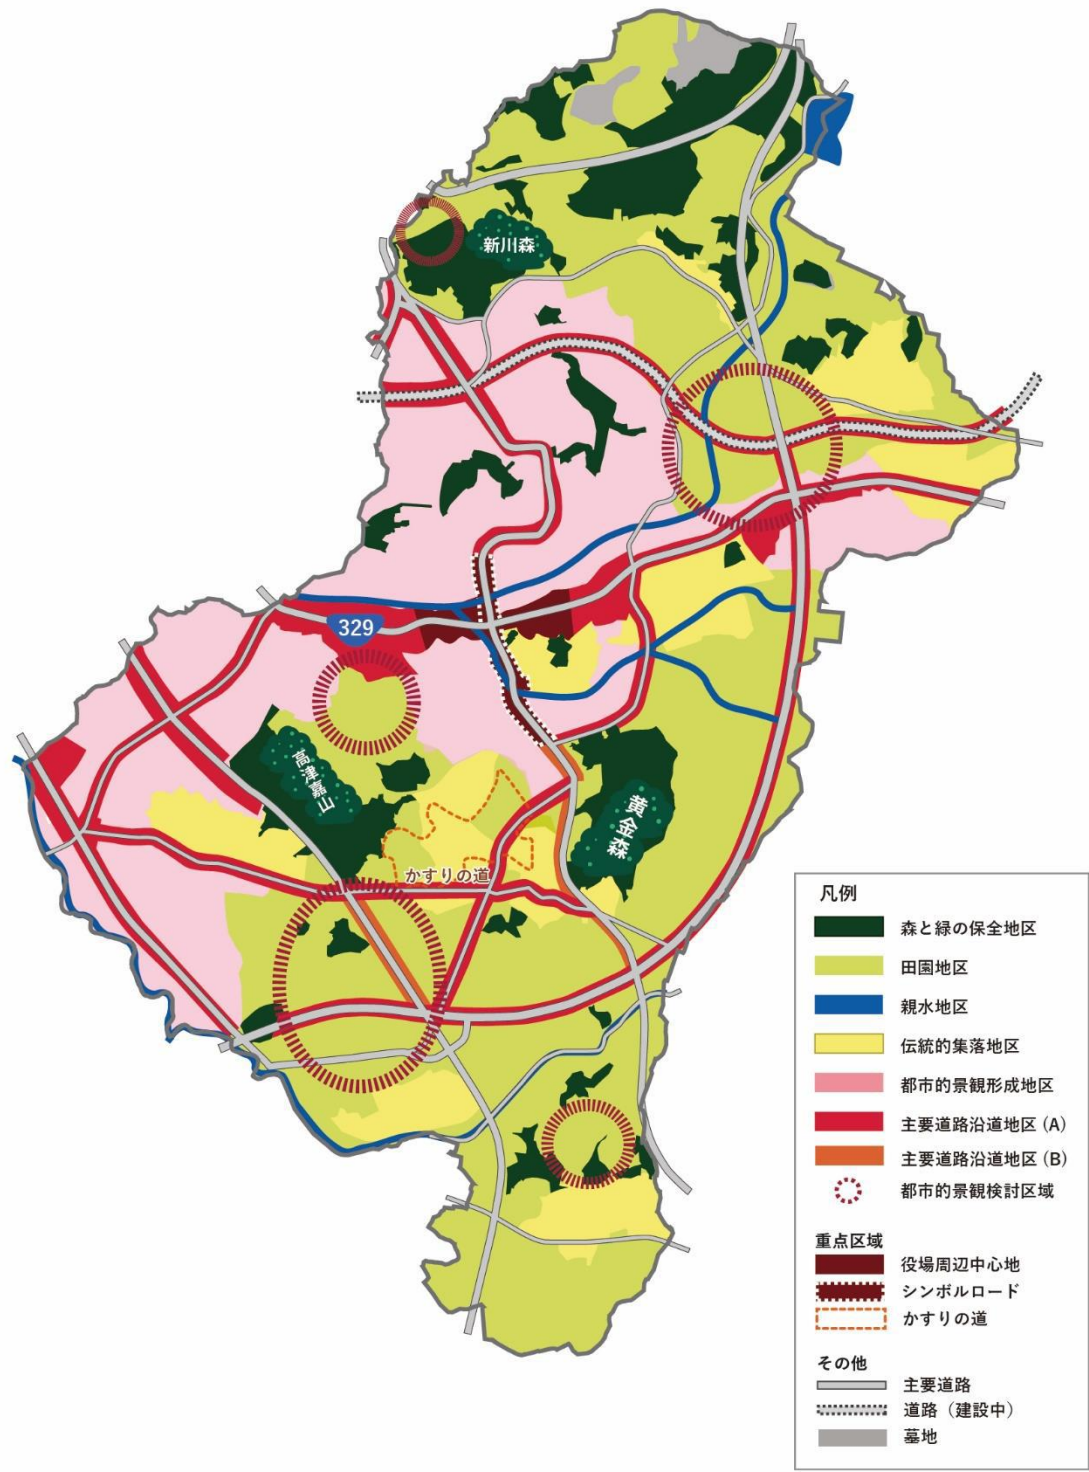 新川森
329
高津嘉山
黄金森
かすりの道
凡例
森と緑の保全地区
田園地区
親水地区
伝統的集落地区
都市的景観形成地区
主要道路沿道地区 (A)
主要道路沿道地区 (B)
都市的景観検討区域
重点区域
役場周辺中心地
シンボルロード
かすりの道
その他
主要道路
道路（建設中）
墓地